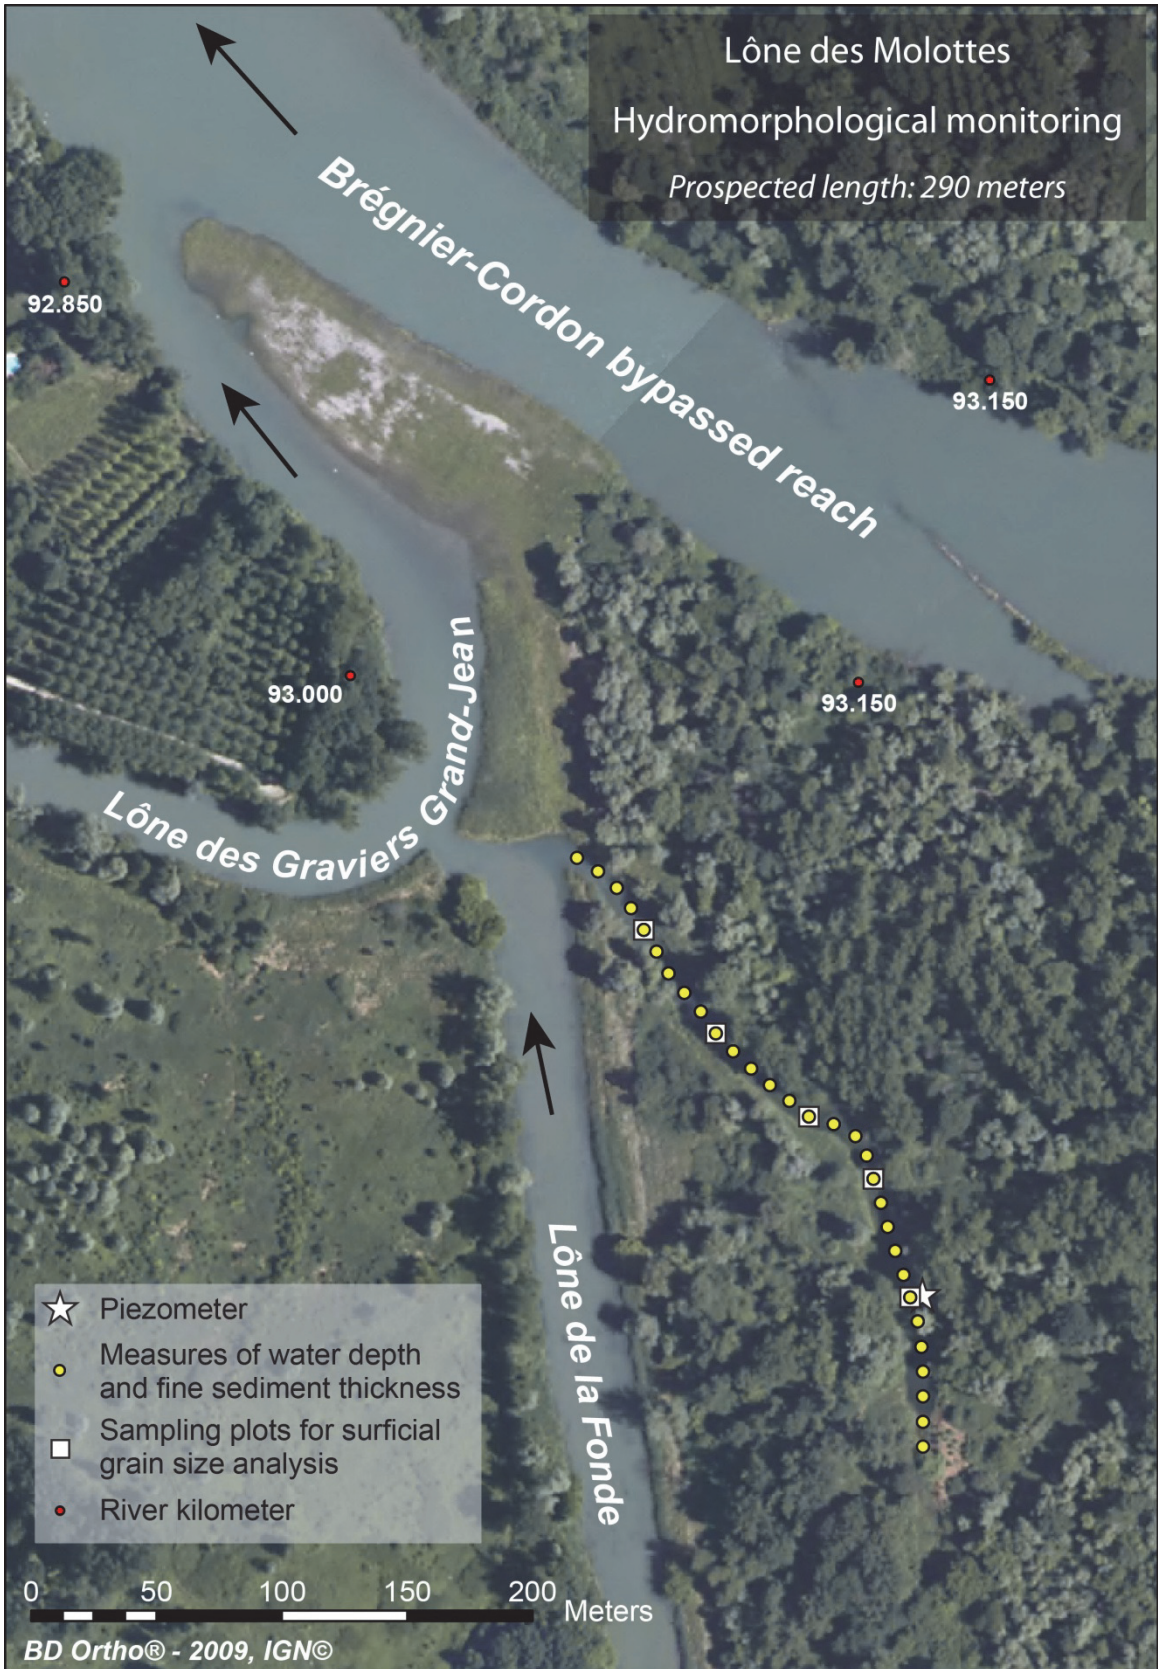 Lône des Molottes
Hydromorphological monitoring
Prospected length: 290 meters
Brégnier-Cordon bypassed reach
92.850
93.150
93.000
93.150
Lône des Graviers Grand-Jean
Lône de la Fonde
Piezometer
Measures of water depth
and fine sediment thickness
Sampling plots for surficial
grain size analysis
River kilometer
0 50 100 150 200 Meters
BD Ortho® - 2009, IGN©